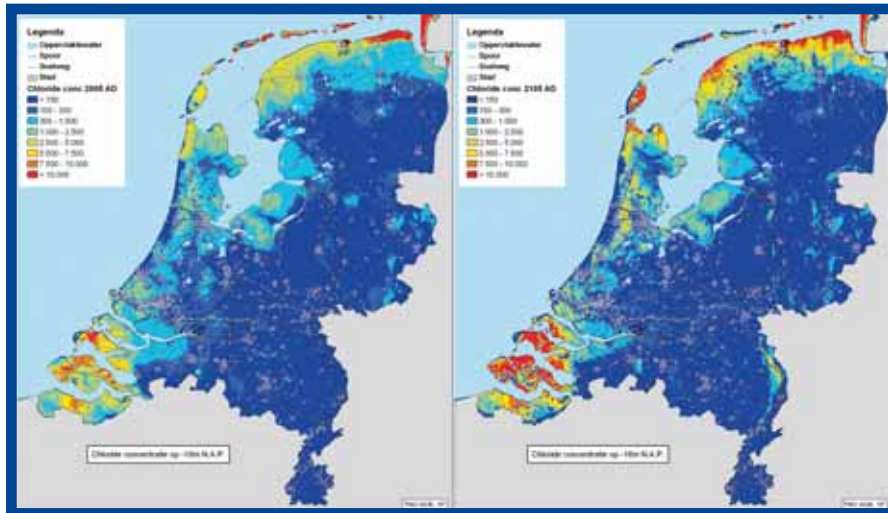 Legenda
Oppervlaktewater
Spoor
Snelweg
Stad
Chloride conc 2005 AD
< 150
150 - 300
300 - 1.000
1.000 - 2.500
2.500 - 5.000
5.000 - 7.500
7.500 - 10.000
> 10.000
Chloride concentratie op -10m N.A.P.
Legenda
Oppervlaktewater
Spoor
Snelweg
Stad
Chloride conc 2105 AD
< 150
150 - 300
300 - 1.000
1.000 - 2.500
2.500 - 5.000
5.000 - 7.500
7.500 - 10.000
> 10.000
Chloride concentratie op -10m N.A.P.